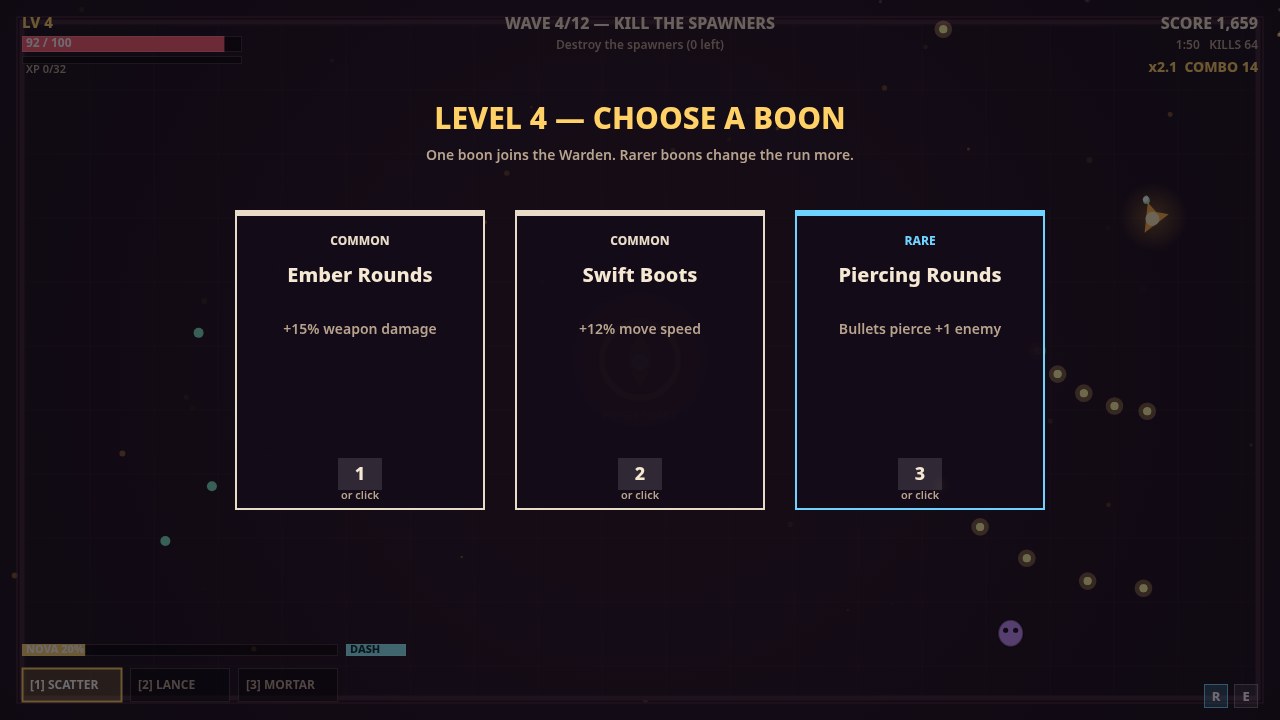 LV 4
92 / 100
XP 0/32
WAVE 4/12 — KILL THE SPAWNERS
Destroy the spawners (0 left)
SCORE 1,659
1:50 KILLS 64
x2.1 COMBO 14
LEVEL 4 — CHOOSE A BOON
One boon joins the Warden. Rarer boons change the run more.
COMMON
Ember Rounds
+15% weapon damage
1
or click
COMMON
Swift Boots
+12% move speed
2
or click
RARE
Piercing Rounds
Bullets pierce +1 enemy
3
or click
NOVA 20%
DASH
[1] SCATTER
[2] LANCE
[3] MORTAR
R
E